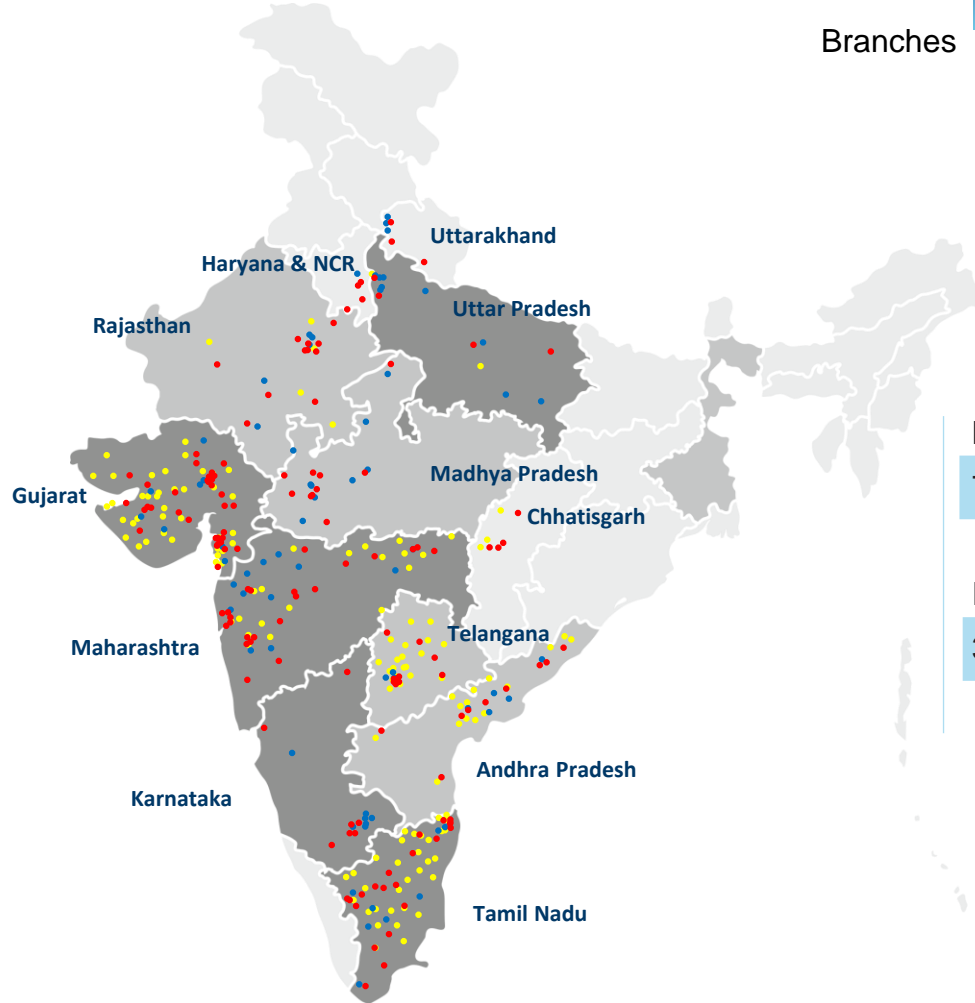 Branches
Uttarakhand
Haryana & NCR
Uttar Pradesh
Rajasthan
Madhya Pradesh
Gujarat
Chhatisgarh
Telangana
Maharashtra
Andhra Pradesh
Karnataka
Tamil Nadu